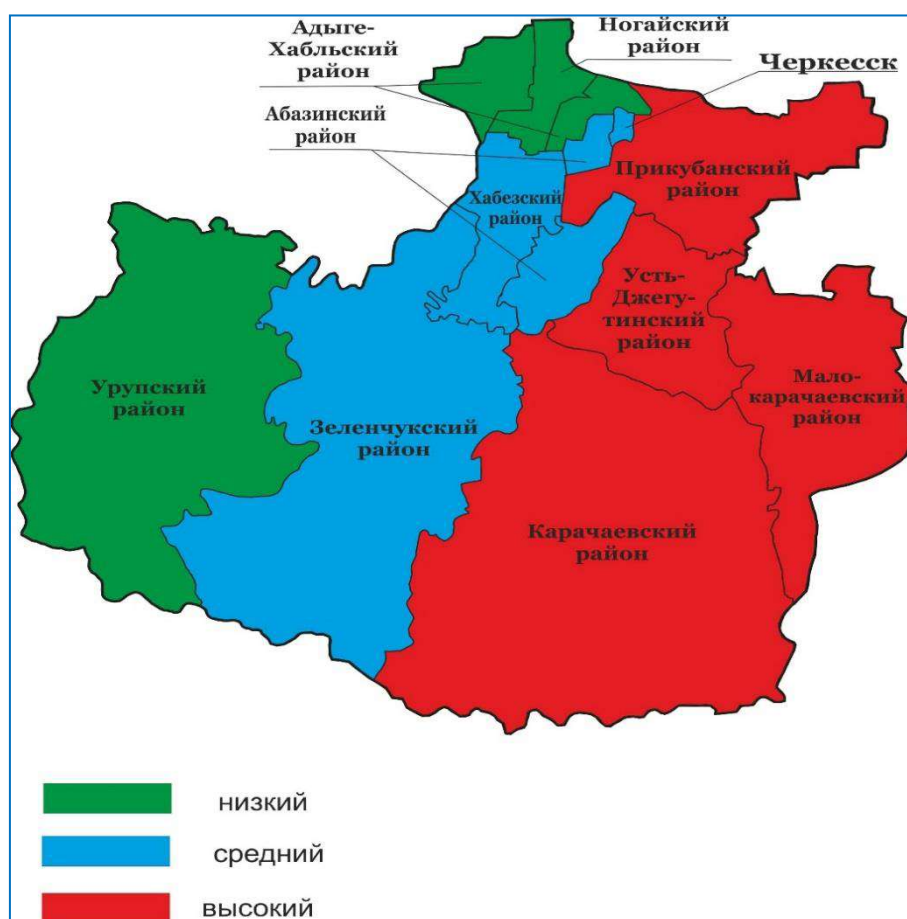 Адыге-
Хабльский
район
Ногайский
район
Черкесск
Абазинский
район
Прикубанский
район
Хабезский
район
Усть-
Джегу-
тинский
район
Мало-
карачаевский
район
Урупский
район
Зеленчукский
район
Карачаевский
район
низкий
средний
высокий